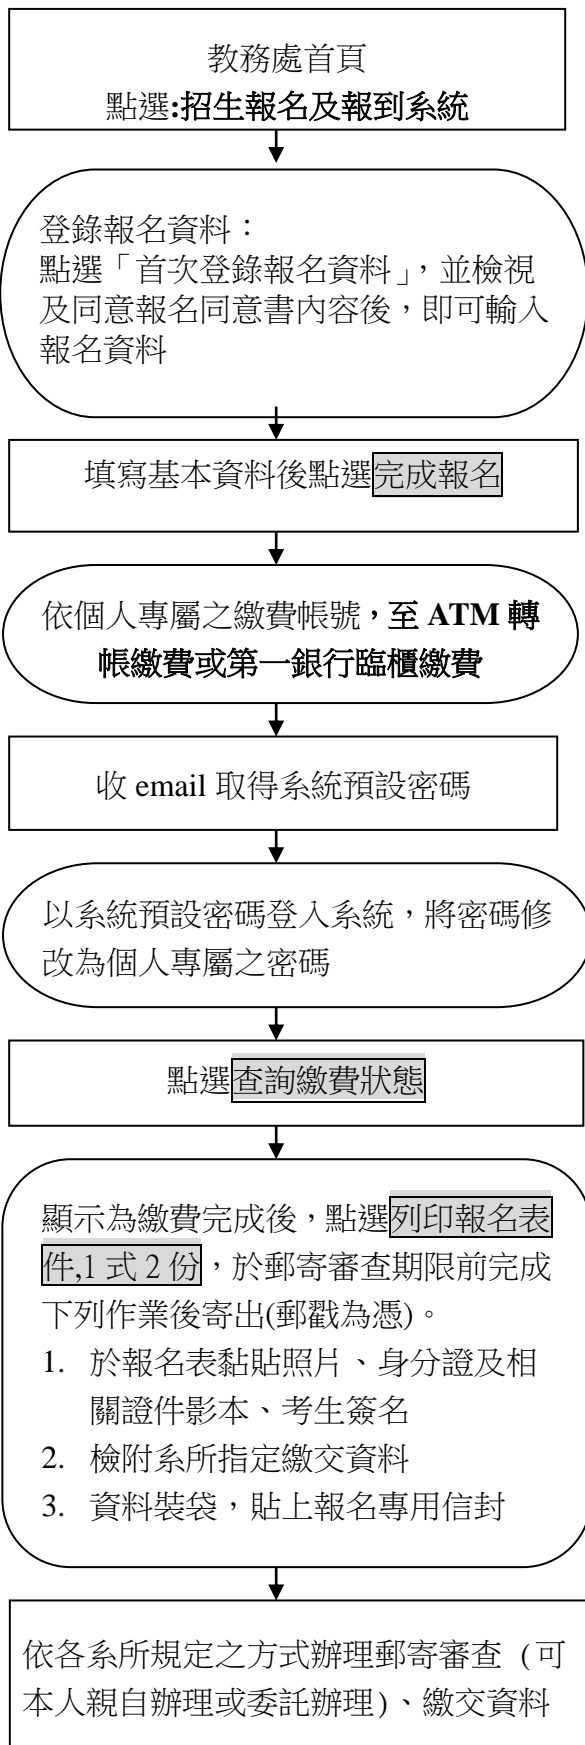 教務處首頁
點選:招生報名及報到系統
登錄報名資料：
點選「首次登錄報名資料」，並檢視
及同意報名同意書內容後，即可輸入
報名資料
填寫基本資料後點選完成報名
依個人專屬之繳費帳號，至 ATM 轉
帳繳費或第一銀行臨櫃繳費
收 email 取得系統預設密碼
以系統預設密碼登入系統，將密碼修
改為個人專屬之密碼
點選查詢繳費狀態
顯示為繳費完成後，點選列印報名表
件,1 式 2 份，於郵寄審查期限前完成
下列作業後寄出(郵戳為憑)。
1. 於報名表黏貼照片、身分證及相
關證件影本、考生簽名
2. 檢附系所指定繳交資料
3. 資料裝袋，貼上報名專用信封
依各系所規定之方式辦理郵寄審查 (可
本人親自辦理或委託辦理)、繳交資料